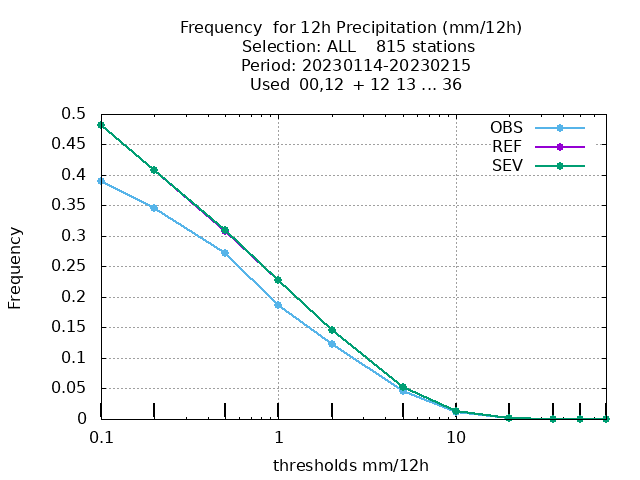 Frequency  for 12h Precipitation (mm/12h)
Selection: ALL    815 stations
Period: 20230114-20230215
Used  00,12  + 12 13 ... 36
OBS
REF
SEV
0.5
0.45
0.4
0.35
0.3
0.25
0.2
0.15
0.1
0.05
0
Frequency
0.1
1
10
thresholds mm/12h